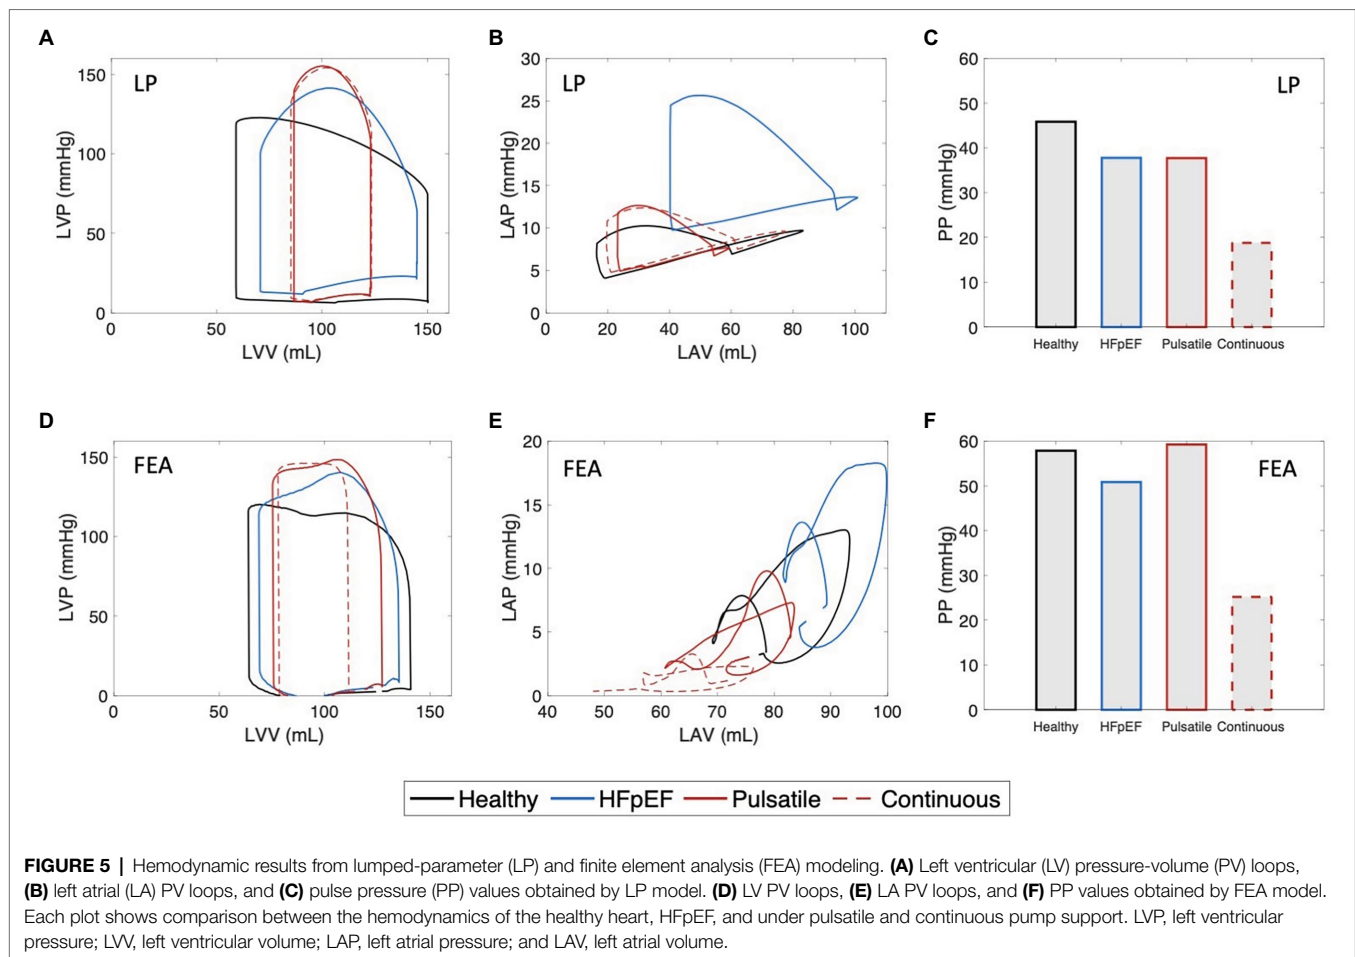 A
LP
LVP (mmHg)
150
100
50
0
0 50 100 150
LVV (mL)
B
LP
LAP (mmHg)
30
25
20
15
10
5
0
0 20 40 60 80 100
LAV (mL)
C
LP
PP (mmHg)
60
50
40
30
20
10
0
Healthy HFpEF Pulsatile Continuous
D
FEA
LVP (mmHg)
150
100
50
0
0 50 100 150
LVV (mL)
E
FEA
LAP (mmHg)
20
15
10
5
0
40 50 60 70 80 90 100
LAV (mL)
F
FEA
PP (mmHg)
60
50
40
30
20
10
0
Healthy HFpEF Pulsatile Continuous
Healthy HFpEF Pulsatile Continuous
FIGURE 5 | Hemodynamic results from lumped-parameter (LP) and finite element analysis (FEA) modeling. (A) Left ventricular (LV) pressure-volume (PV) loops,
(B) left atrial (LA) PV loops, and (C) pulse pressure (PP) values obtained by LP model. (D) LV PV loops, (E) LA PV loops, and (F) PP values obtained by FEA model.
Each plot shows comparison between the hemodynamics of the healthy heart, HFpEF, and under pulsatile and continuous pump support. LVP, left ventricular
pressure; LVV, left ventricular volume; LAP, left atrial pressure; and LAV, left atrial volume.